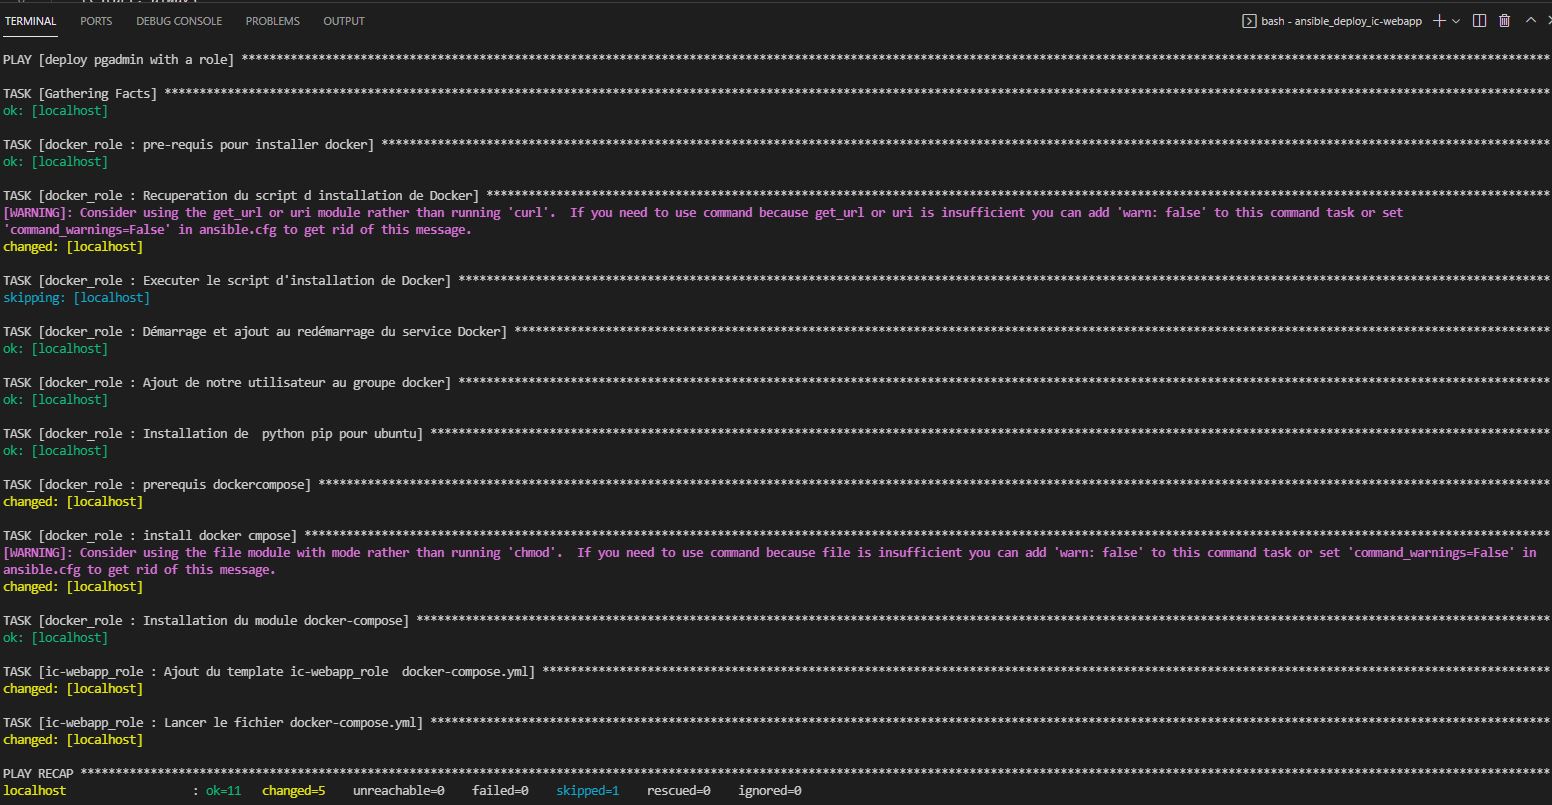 TERMINAL PORTS DEBUG CONSOLE PROBLEMS OUTPUT bash - ansible_deploy_ic-webapp
PLAY [deploy pgadmin with a role] ****************************************************************
TASK [Gathering Facts] ****************************************************************
ok: [localhost]
TASK [docker_role : pre-requis pour installer docker] ****************************************************************
ok: [localhost]
TASK [docker_role : Recuperation du script d installation de Docker] ****************************************************************
[WARNING]: Consider using the get_url or uri module rather than running 'curl'.  If you need to use command because get_url or uri is insufficient you can add 'warn: false' to this command task or set
'command_warnings=False' in ansible.cfg to get rid of this message.
changed: [localhost]
TASK [docker_role : Executer le script d'installation de Docker] ****************************************************************
skipping: [localhost]
TASK [docker_role : Démarrage et ajout au redémarrage du service Docker] ****************************************************************
ok: [localhost]
TASK [docker_role : Ajout de notre utilisateur au groupe docker] ****************************************************************
ok: [localhost]
TASK [docker_role : Installation de  python pip pour ubuntu] ****************************************************************
ok: [localhost]
TASK [docker_role : prerequis dockercompose] ****************************************************************
changed: [localhost]
TASK [docker_role : install docker cmpose] ****************************************************************
[WARNING]: Consider using the file module with mode rather than running 'chmod'.  If you need to use command because file is insufficient you can add 'warn: false' to this command task or set 'command_warnings=False' in
ansible.cfg to get rid of this message.
changed: [localhost]
TASK [docker_role : Installation du module docker-compose] ****************************************************************
ok: [localhost]
TASK [ic-webapp_role : Ajout du template ic-webapp_role  docker-compose.yml] ****************************************************************
changed: [localhost]
TASK [ic-webapp_role : Lancer le fichier docker-compose.yml] ****************************************************************
changed: [localhost]
PLAY RECAP ****************************************************************
localhost : ok=11 changed=5 unreachable=0 failed=0 skipped=1 rescued=0 ignored=0